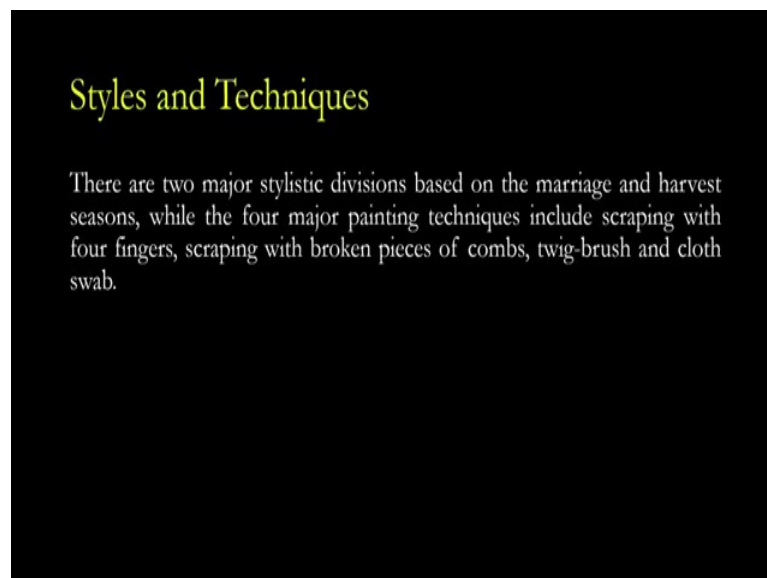 Styles and Techniques
There are two major stylistic divisions based on the marriage and harvest
seasons, while the four major painting techniques include scraping with
four fingers, scraping with broken pieces of combs, twig-brush and cloth
swab.